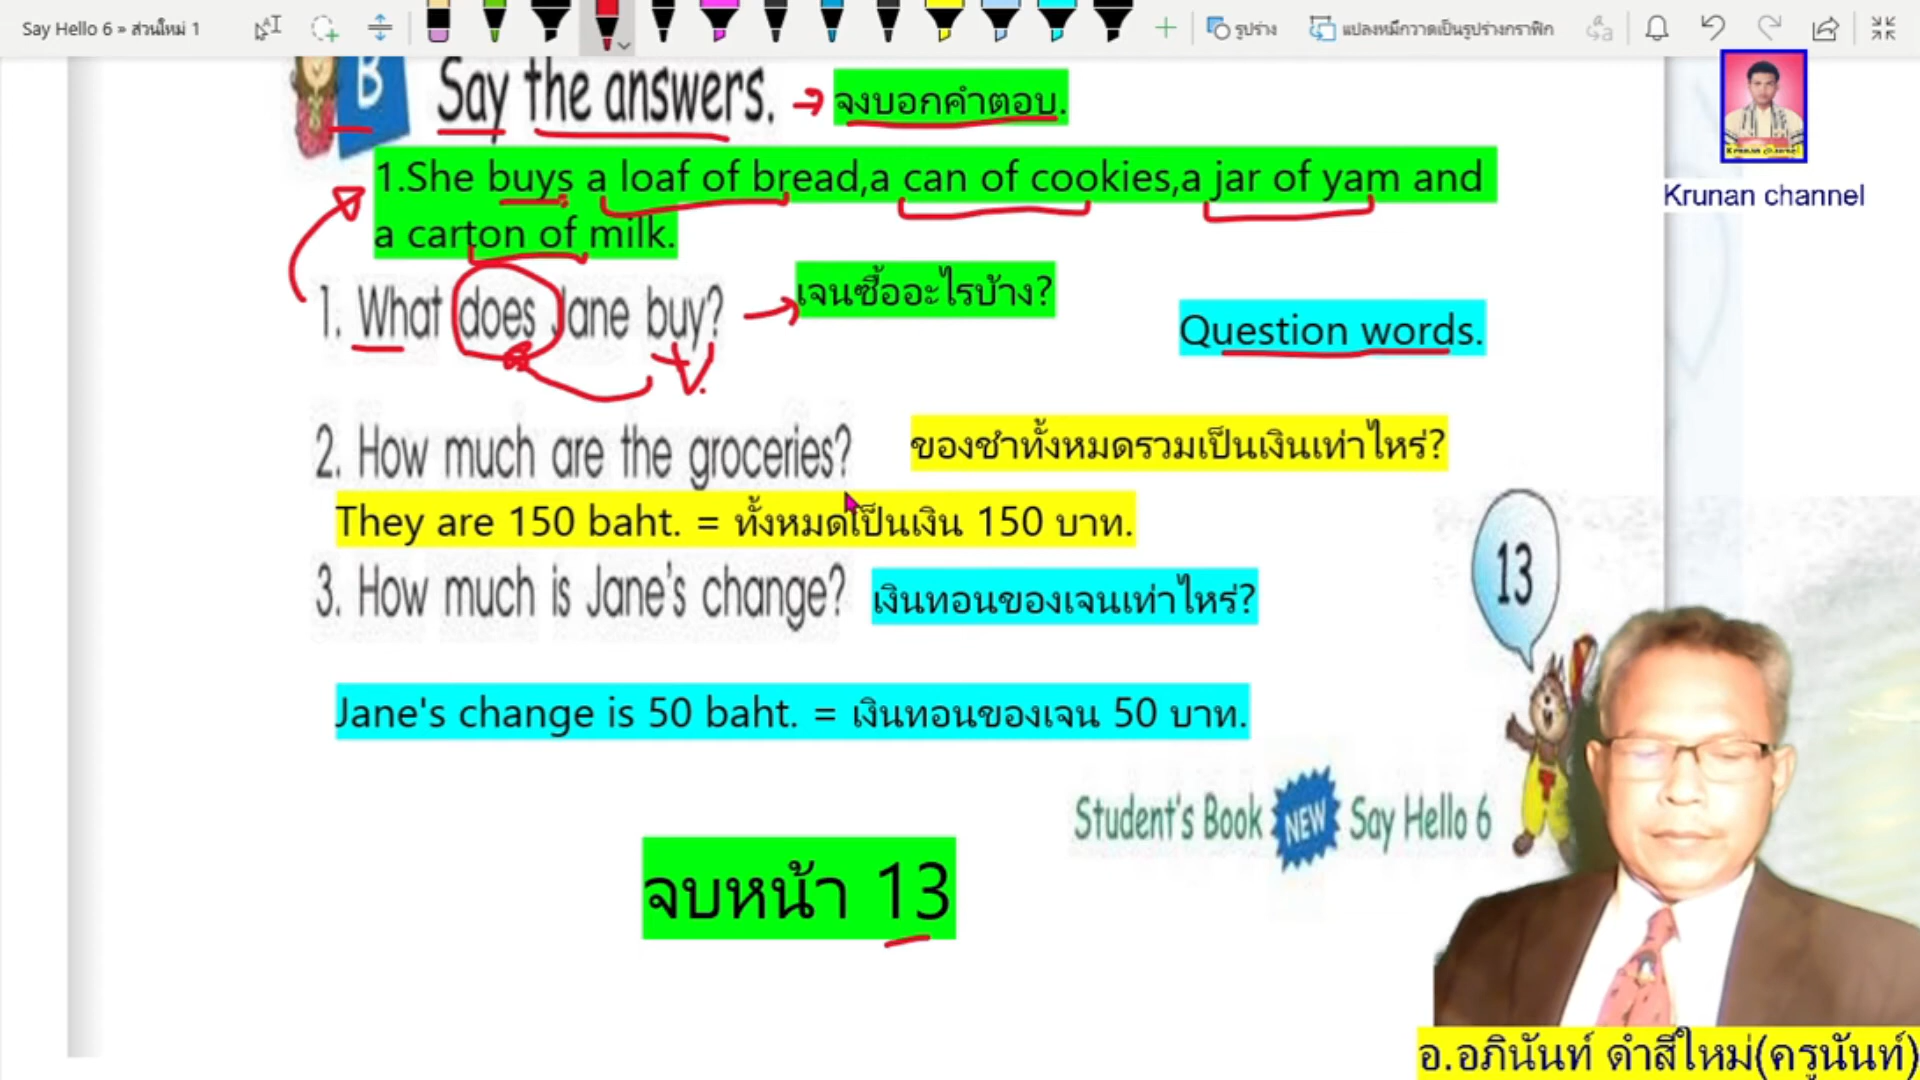 Say Hello 6 » ส่วนใหม่ 1
รูปร่าง
แปลงหมึกวาดเป็นรูปร่างกราฟิก
B Say the answers.
จงบอกคำตอบ.
1.She buys a loaf of bread,a can of cookies,a jar of yam and
a carton of milk.
Krunan channel
1. What does Jane buy?
เจนซื้ออะไรบ้าง?
V.
Question words.
2. How much are the groceries?
ของชำทั้งหมดรวมเป็นเงินเท่าไหร่?
They are 150 baht. = ทั้งหมดเป็นเงิน 150 บาท.
3. How much is Jane's change?
เงินทอนของเจนเท่าไหร่?
13
Jane's change is 50 baht. = เงินทอนของเจน 50 บาท.
Student's Book NEW Say Hello 6
จบหน้า 13
อ.อภินันท์ ดำสีใหม่(ครูนันท์)